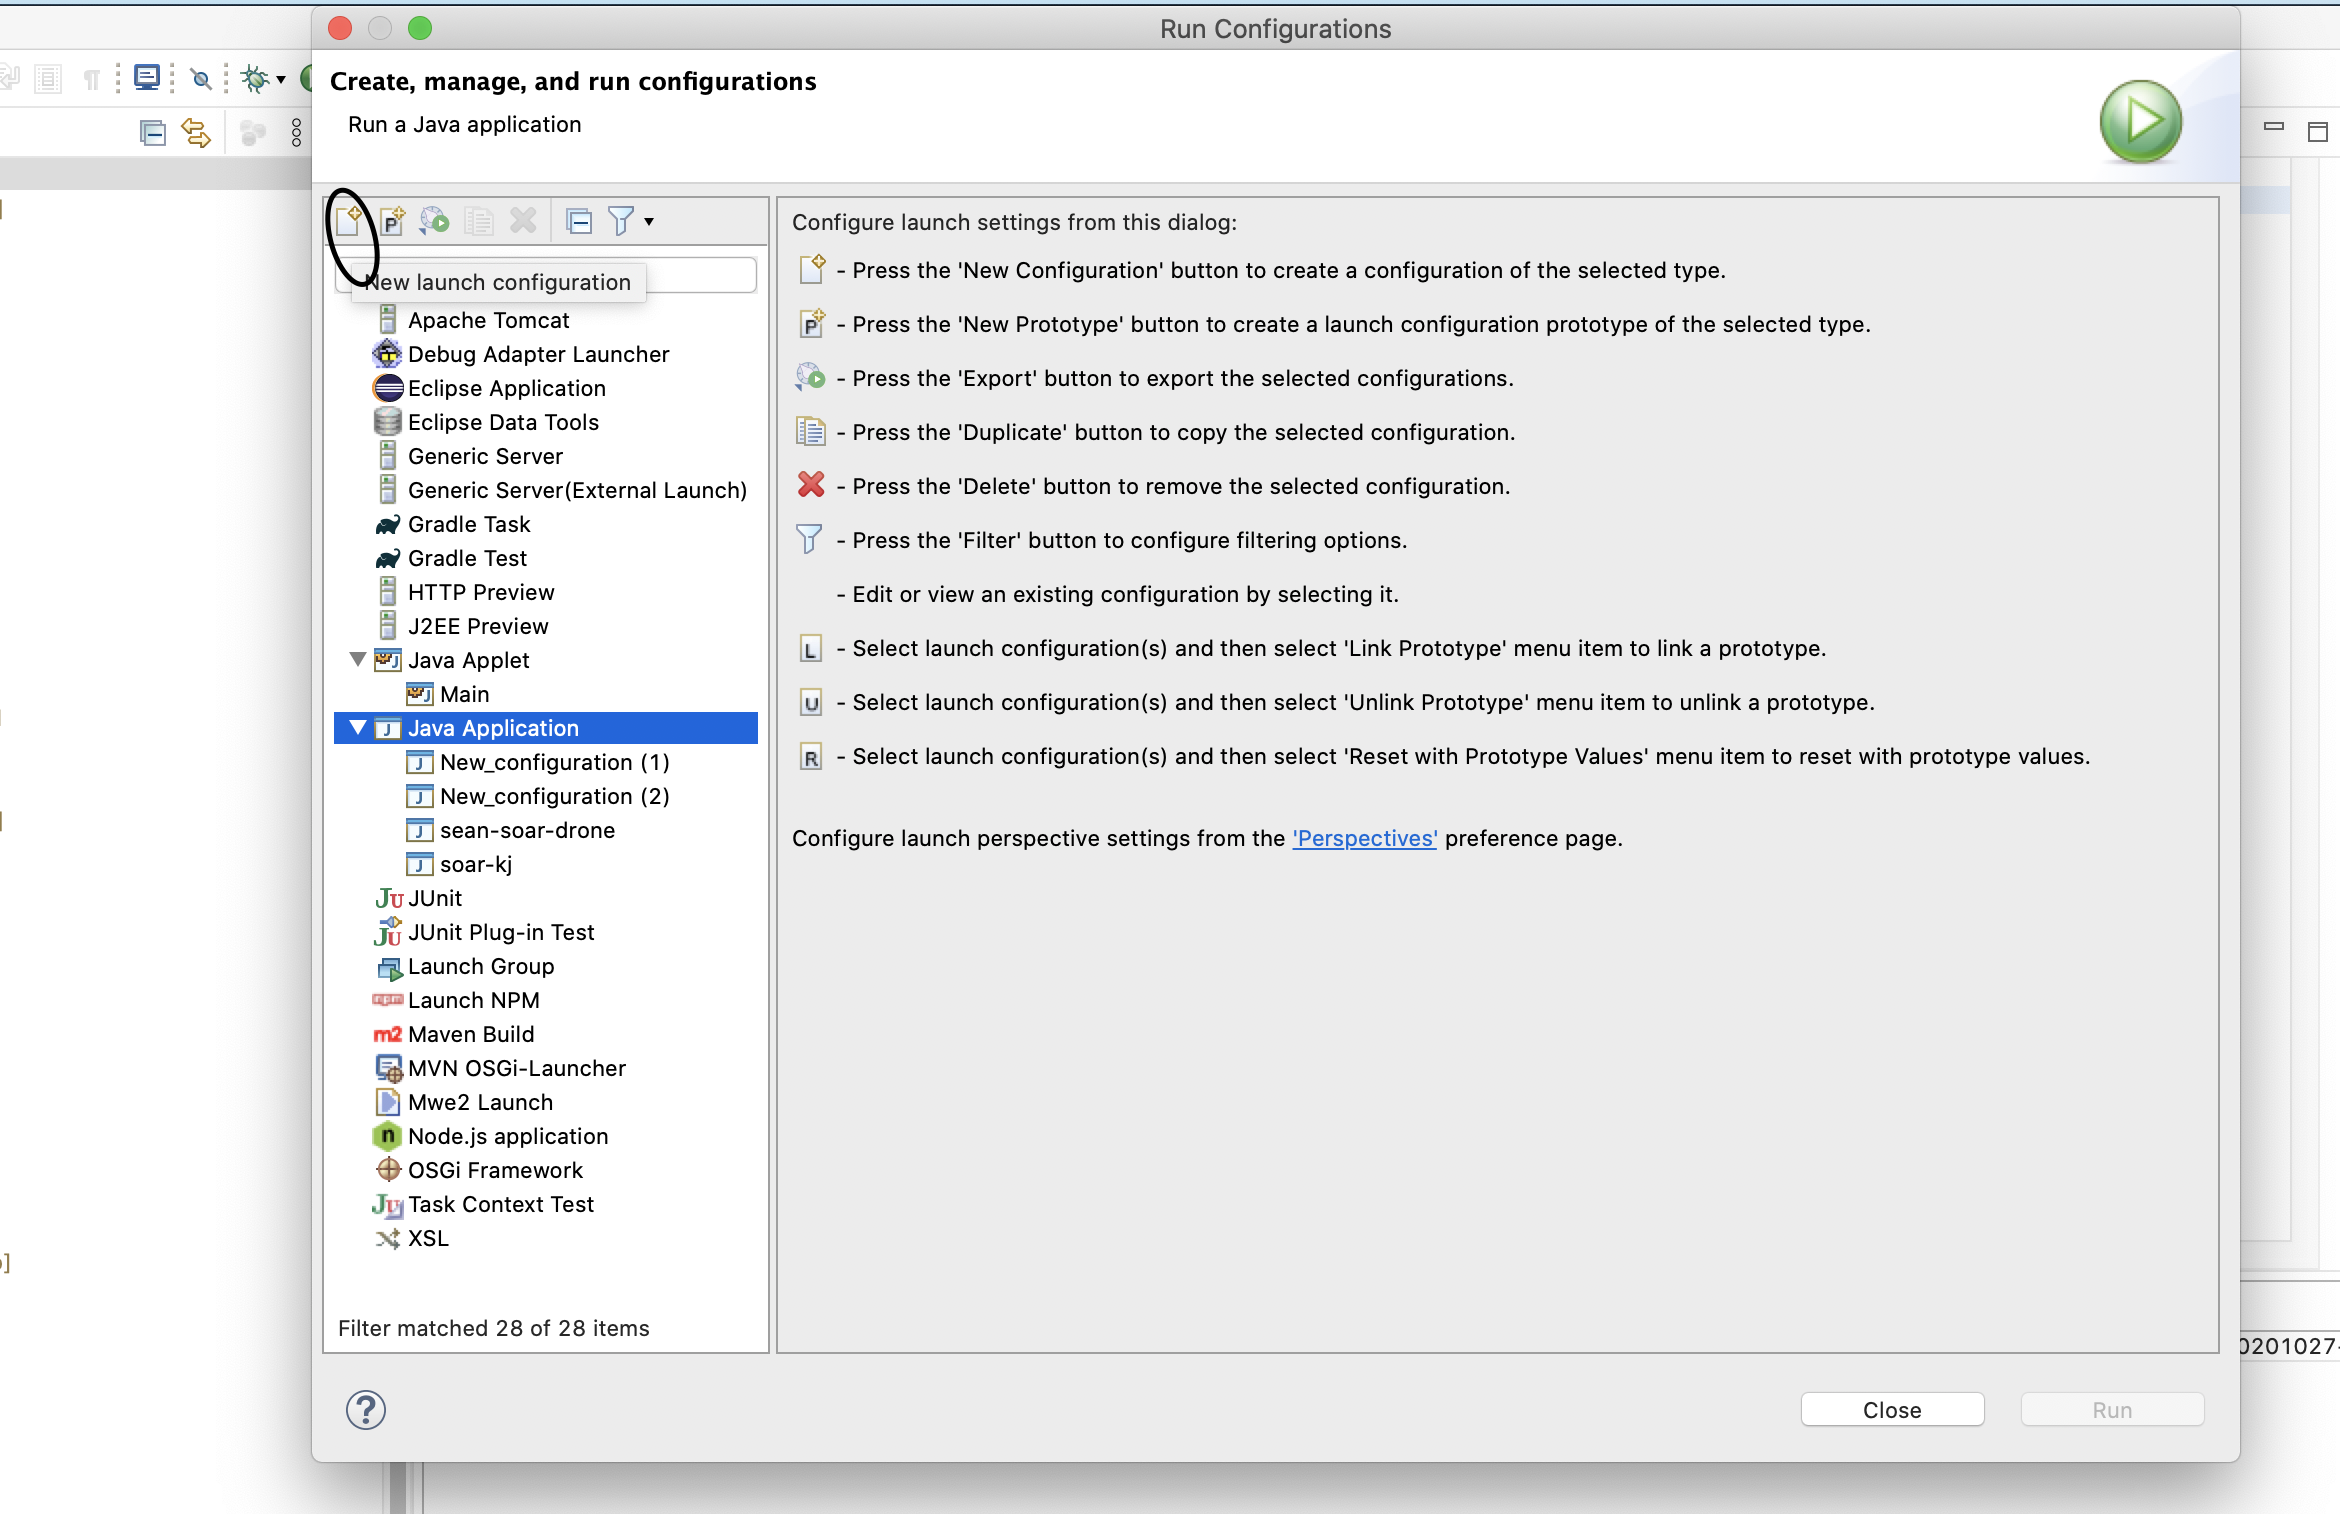 Run Configurations
Create, manage, and run configurations
Run a Java application
New launch configuration
Apache Tomcat
Debug Adapter Launcher
Eclipse Application
Eclipse Data Tools
Generic Server
Generic Server(External Launch)
Gradle Task
Gradle Test
HTTP Preview
J2EE Preview
Java Applet
Main
Java Application
New_configuration (1)
New_configuration (2)
sean-soar-drone
soar-kj
JUnit
JUnit Plug-in Test
Launch Group
Launch NPM
Maven Build
MVN OSGi-Launcher
Mwe2 Launch
Node.js application
OSGi Framework
Task Context Test
XSL
Filter matched 28 of 28 items
Configure launch settings from this dialog:
- Press the 'New Configuration' button to create a configuration of the selected type.
- Press the 'New Prototype' button to create a launch configuration prototype of the selected type.
- Press the 'Export' button to export the selected configurations.
- Press the 'Duplicate' button to copy the selected configuration.
- Press the 'Delete' button to remove the selected configuration.
- Press the 'Filter' button to configure filtering options.
- Edit or view an existing configuration by selecting it.
L - Select launch configuration(s) and then select 'Link Prototype' menu item to link a prototype.
U - Select launch configuration(s) and then select 'Unlink Prototype' menu item to unlink a prototype.
R - Select launch configuration(s) and then select 'Reset with Prototype Values' menu item to reset with prototype values.
Configure launch perspective settings from the 'Perspectives' preference page.
0201027-
?
Close
Run